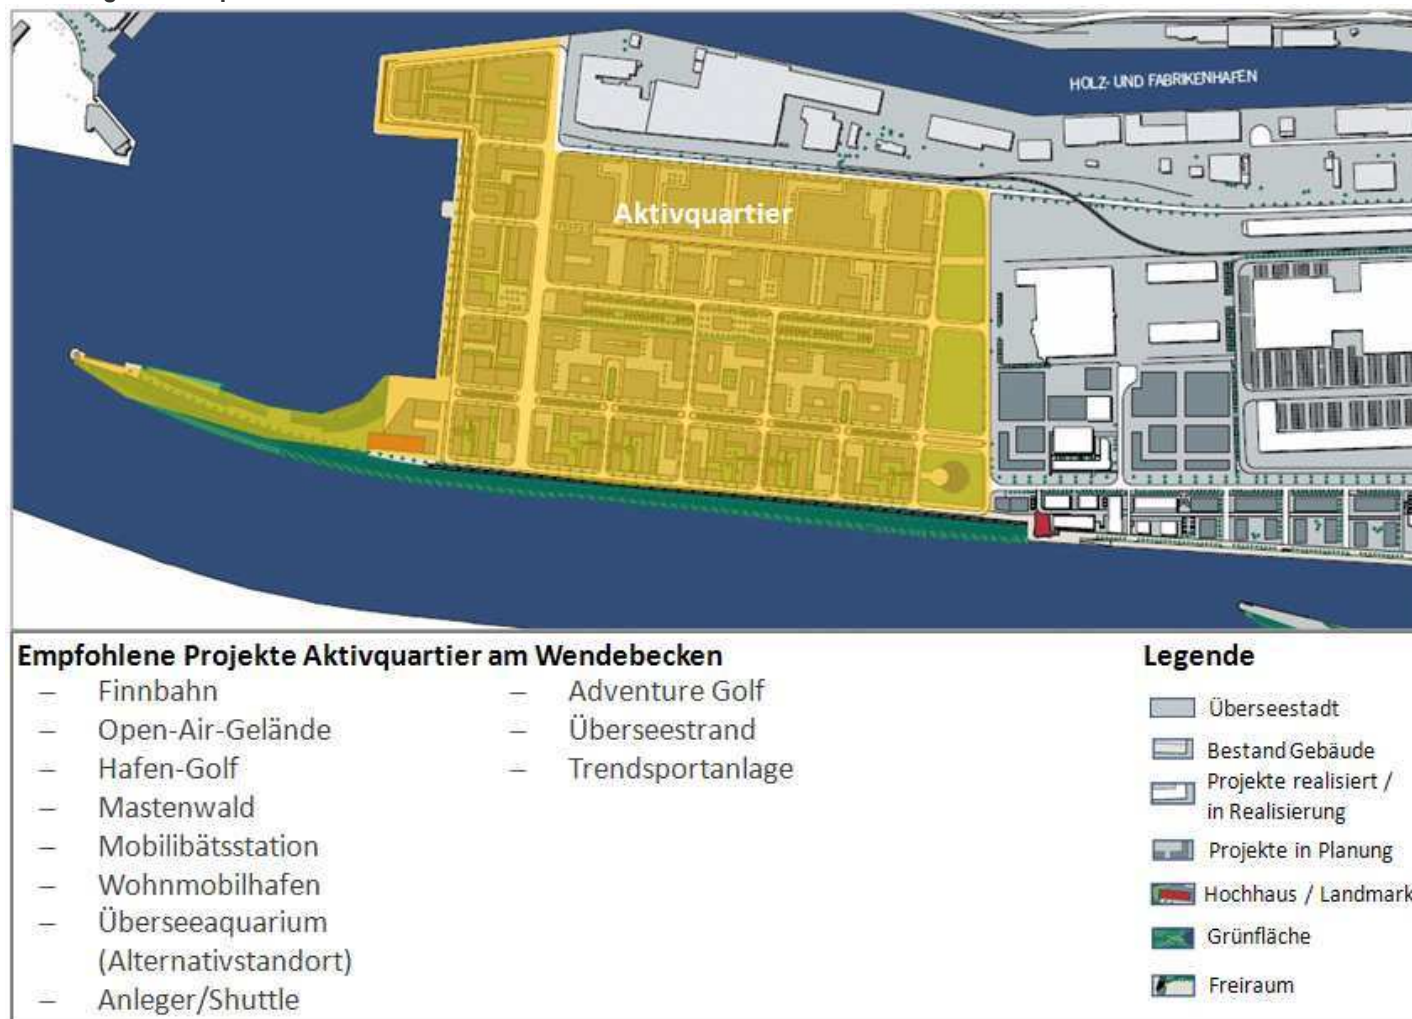 HOLZ- UND FABRIKENHAFEN
Aktivquartier
Empfohlene Projekte Aktivquartier am Wendebecken
– Finnbahn
– Open-Air-Gelände
– Hafen-Golf
– Mastenwald
– Mobilibätsstation
– Wohnmobilhafen
– Überseeaquarium
(Alternativstandort)
– Anleger/Shuttle
– Adventure Golf
– Überseestrand
– Trendsportanlage
Legende
Überseestadt
Bestand Gebäude
Projekte realisiert /
in Realisierung
Projekte in Planung
Hochhaus / Landmark
Grünfläche
Freiraum